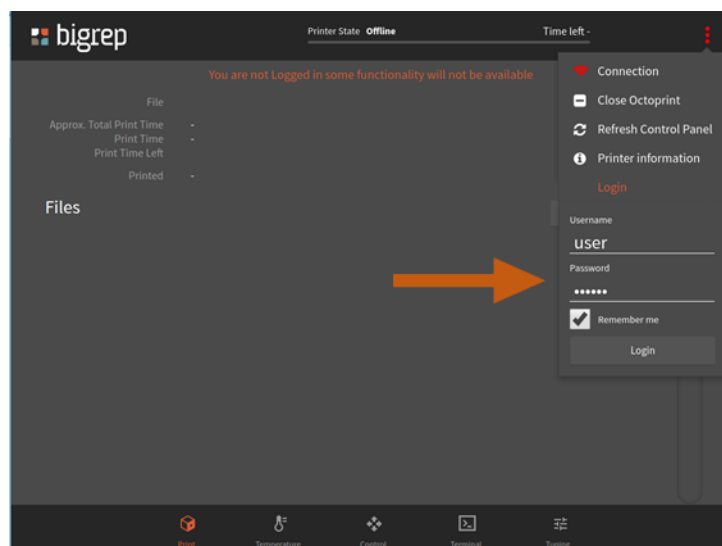 bigrep
Printer State Offline
Time left -
You are not Logged in some functionality will not be available
File
Approx. Total Print Time -
Print Time -
Print Time Left
Printed -
Files
Connection
Close Octoprint
Refresh Control Panel
Printer information
Login
Username
user
Password
••••••
Remember me
Login
Print
Temperature
Control
Terminal
Tuning